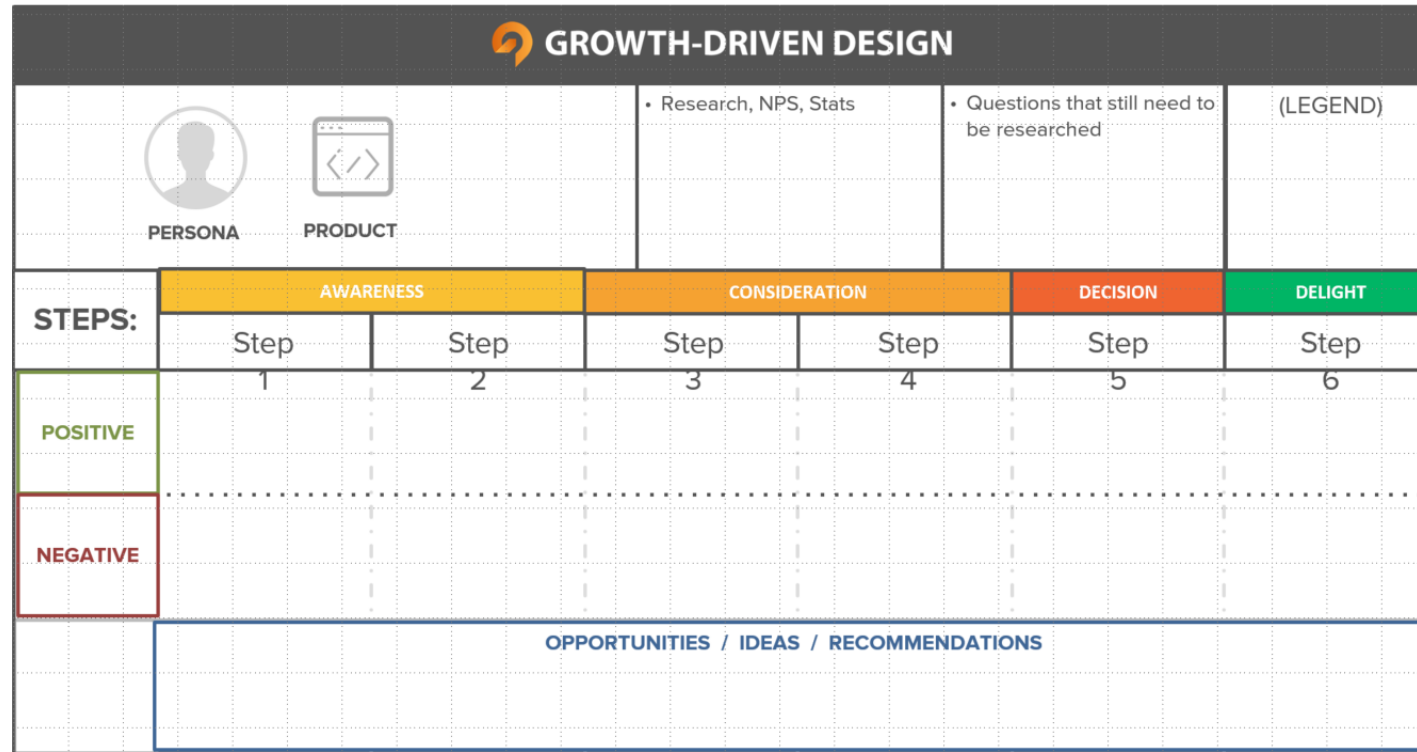 GROWTH-DRIVEN DESIGN
PERSONA
PRODUCT
• Research, NPS, Stats
• Questions that still need to
be researched
(LEGEND)
STEPS:
AWARENESS
CONSIDERATION
DECISION
DELIGHT
Step
1
Step
2
Step
3
Step
4
Step
5
Step
6
POSITIVE
NEGATIVE
OPPORTUNITIES / IDEAS / RECOMMENDATIONS